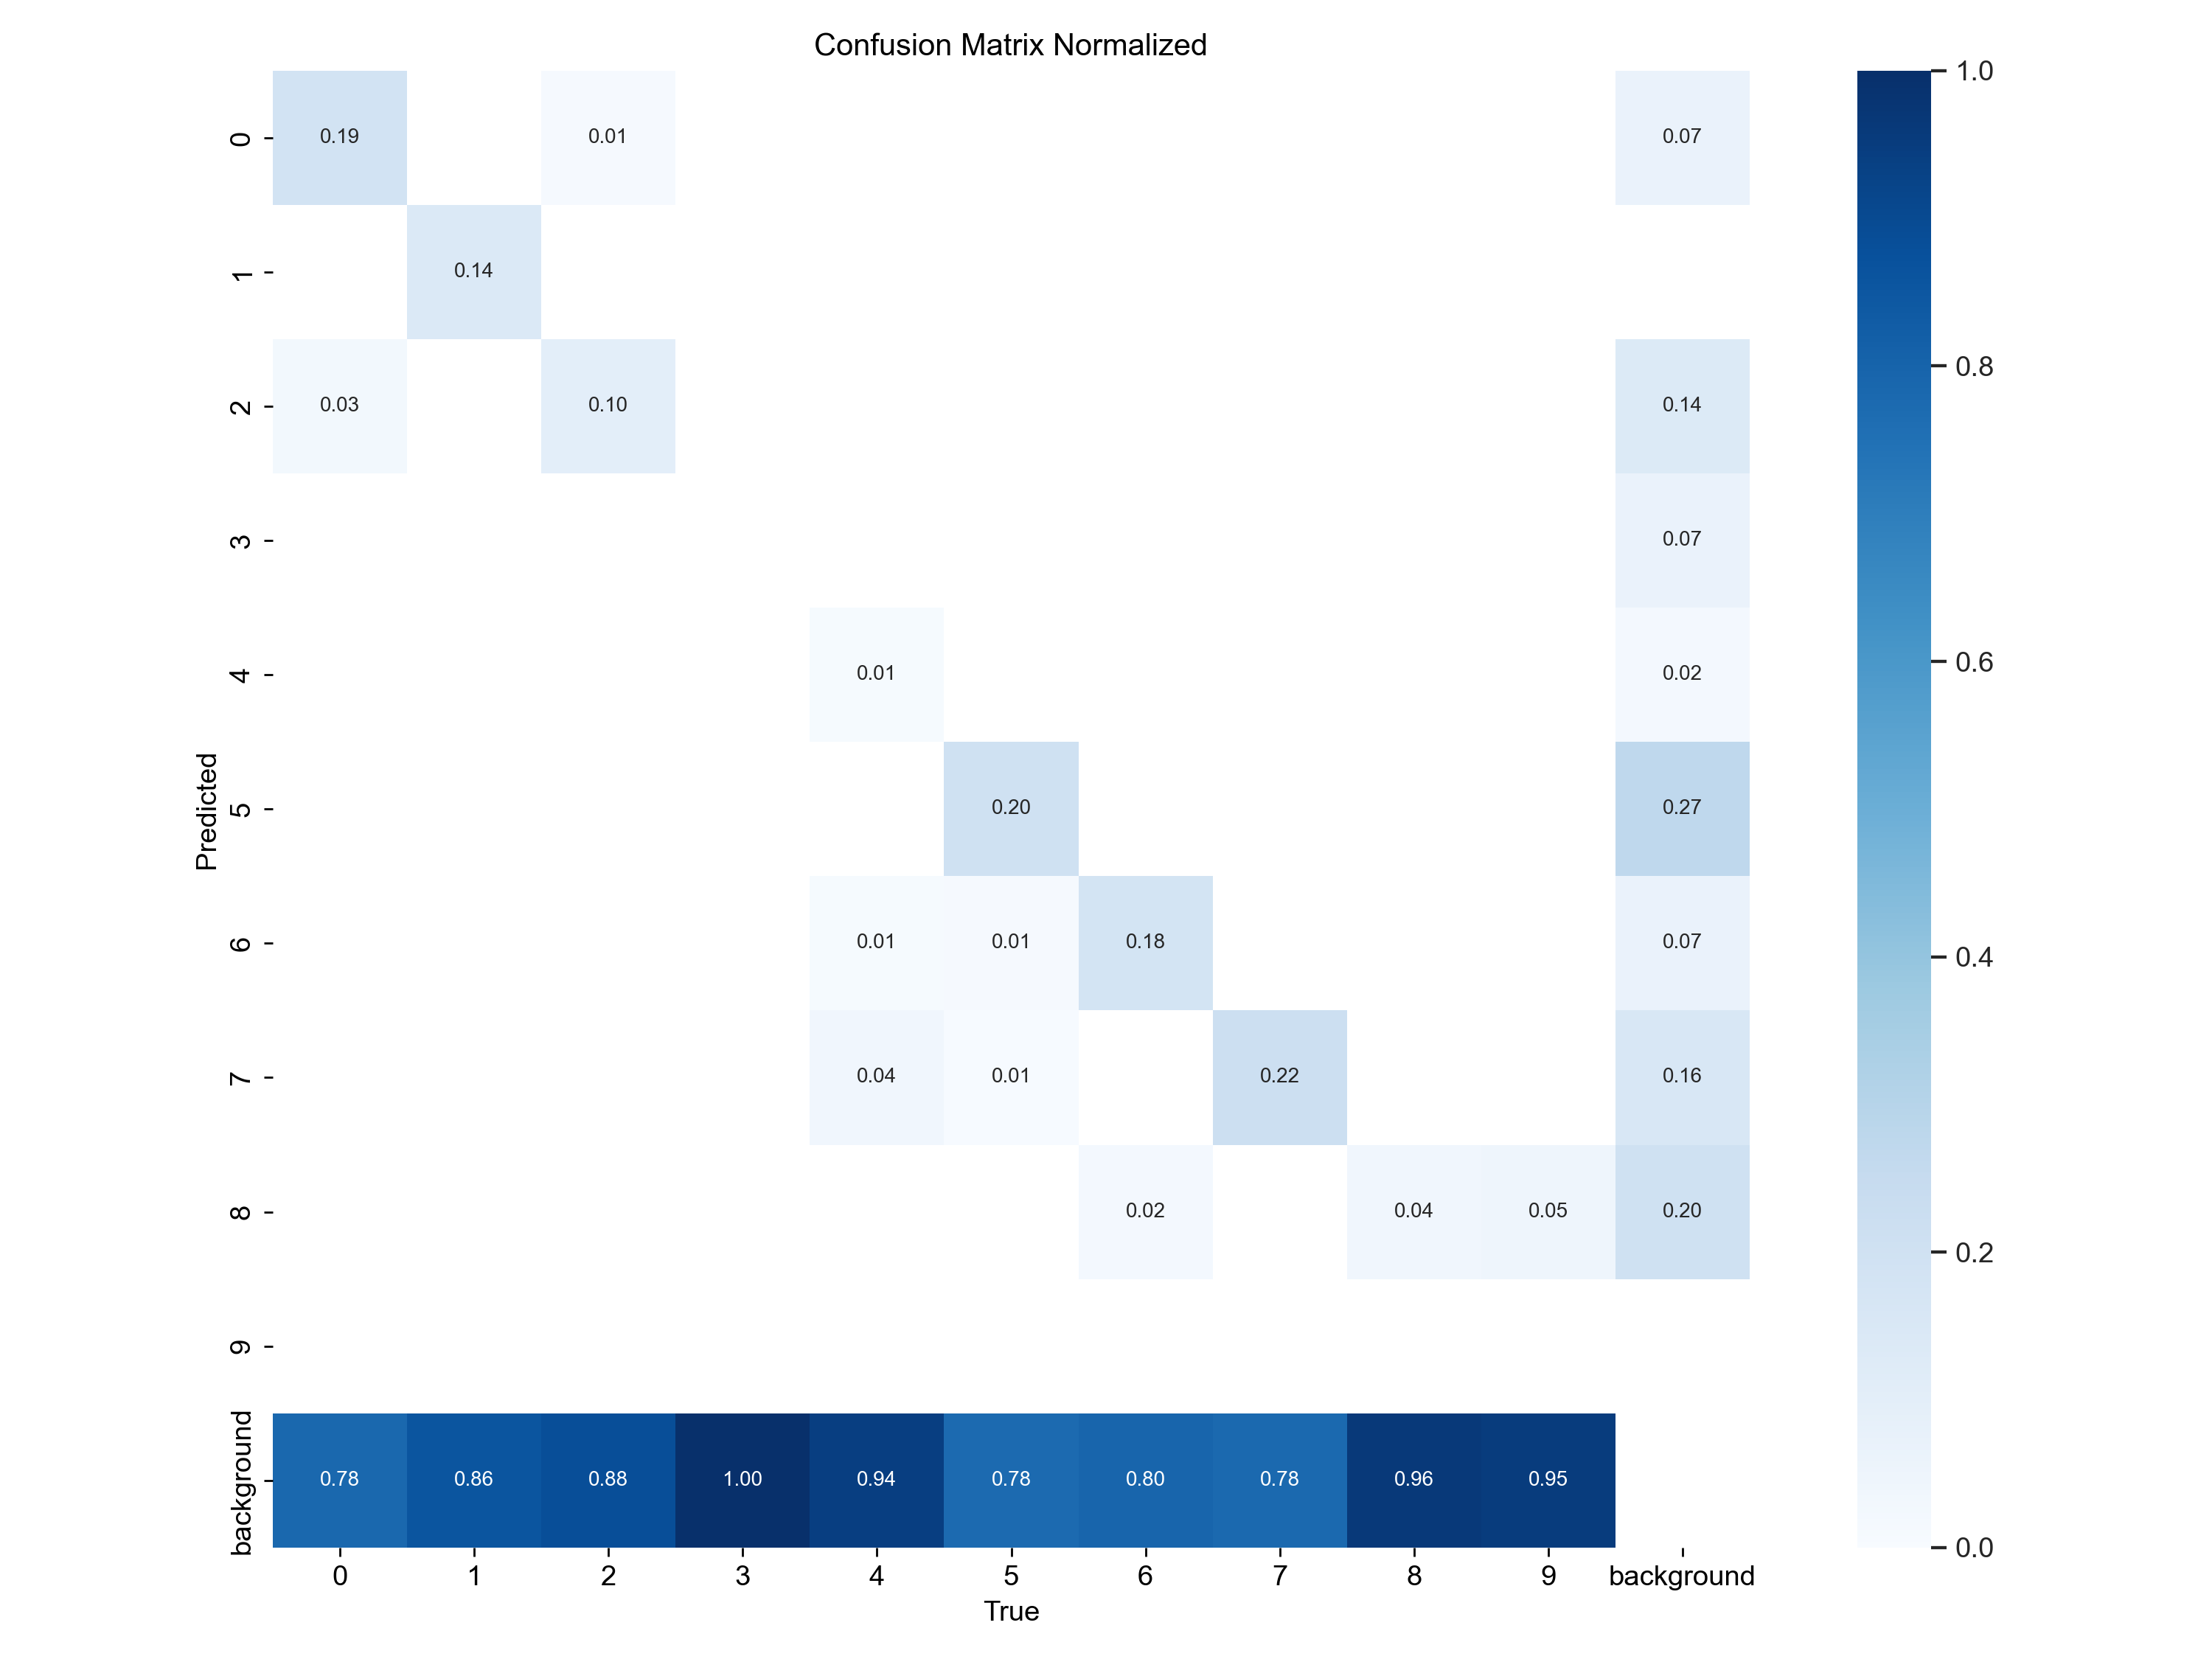 Confusion Matrix Normalized
0 0.19 0.01 0.07
1 0.14
2 0.03 0.10 0.14
3 0.07
4 0.01 0.02
5 0.20 0.27
6 0.01 0.01 0.18 0.07
7 0.04 0.01 0.22 0.16
8 0.02 0.04 0.05 0.20
9
background 0.78 0.86 0.88 1.00 0.94 0.78 0.80 0.78 0.96 0.95
0 1 2 3 4 5 6 7 8 9 background
True
Predicted
1.0
0.8
0.6
0.4
0.2
0.0